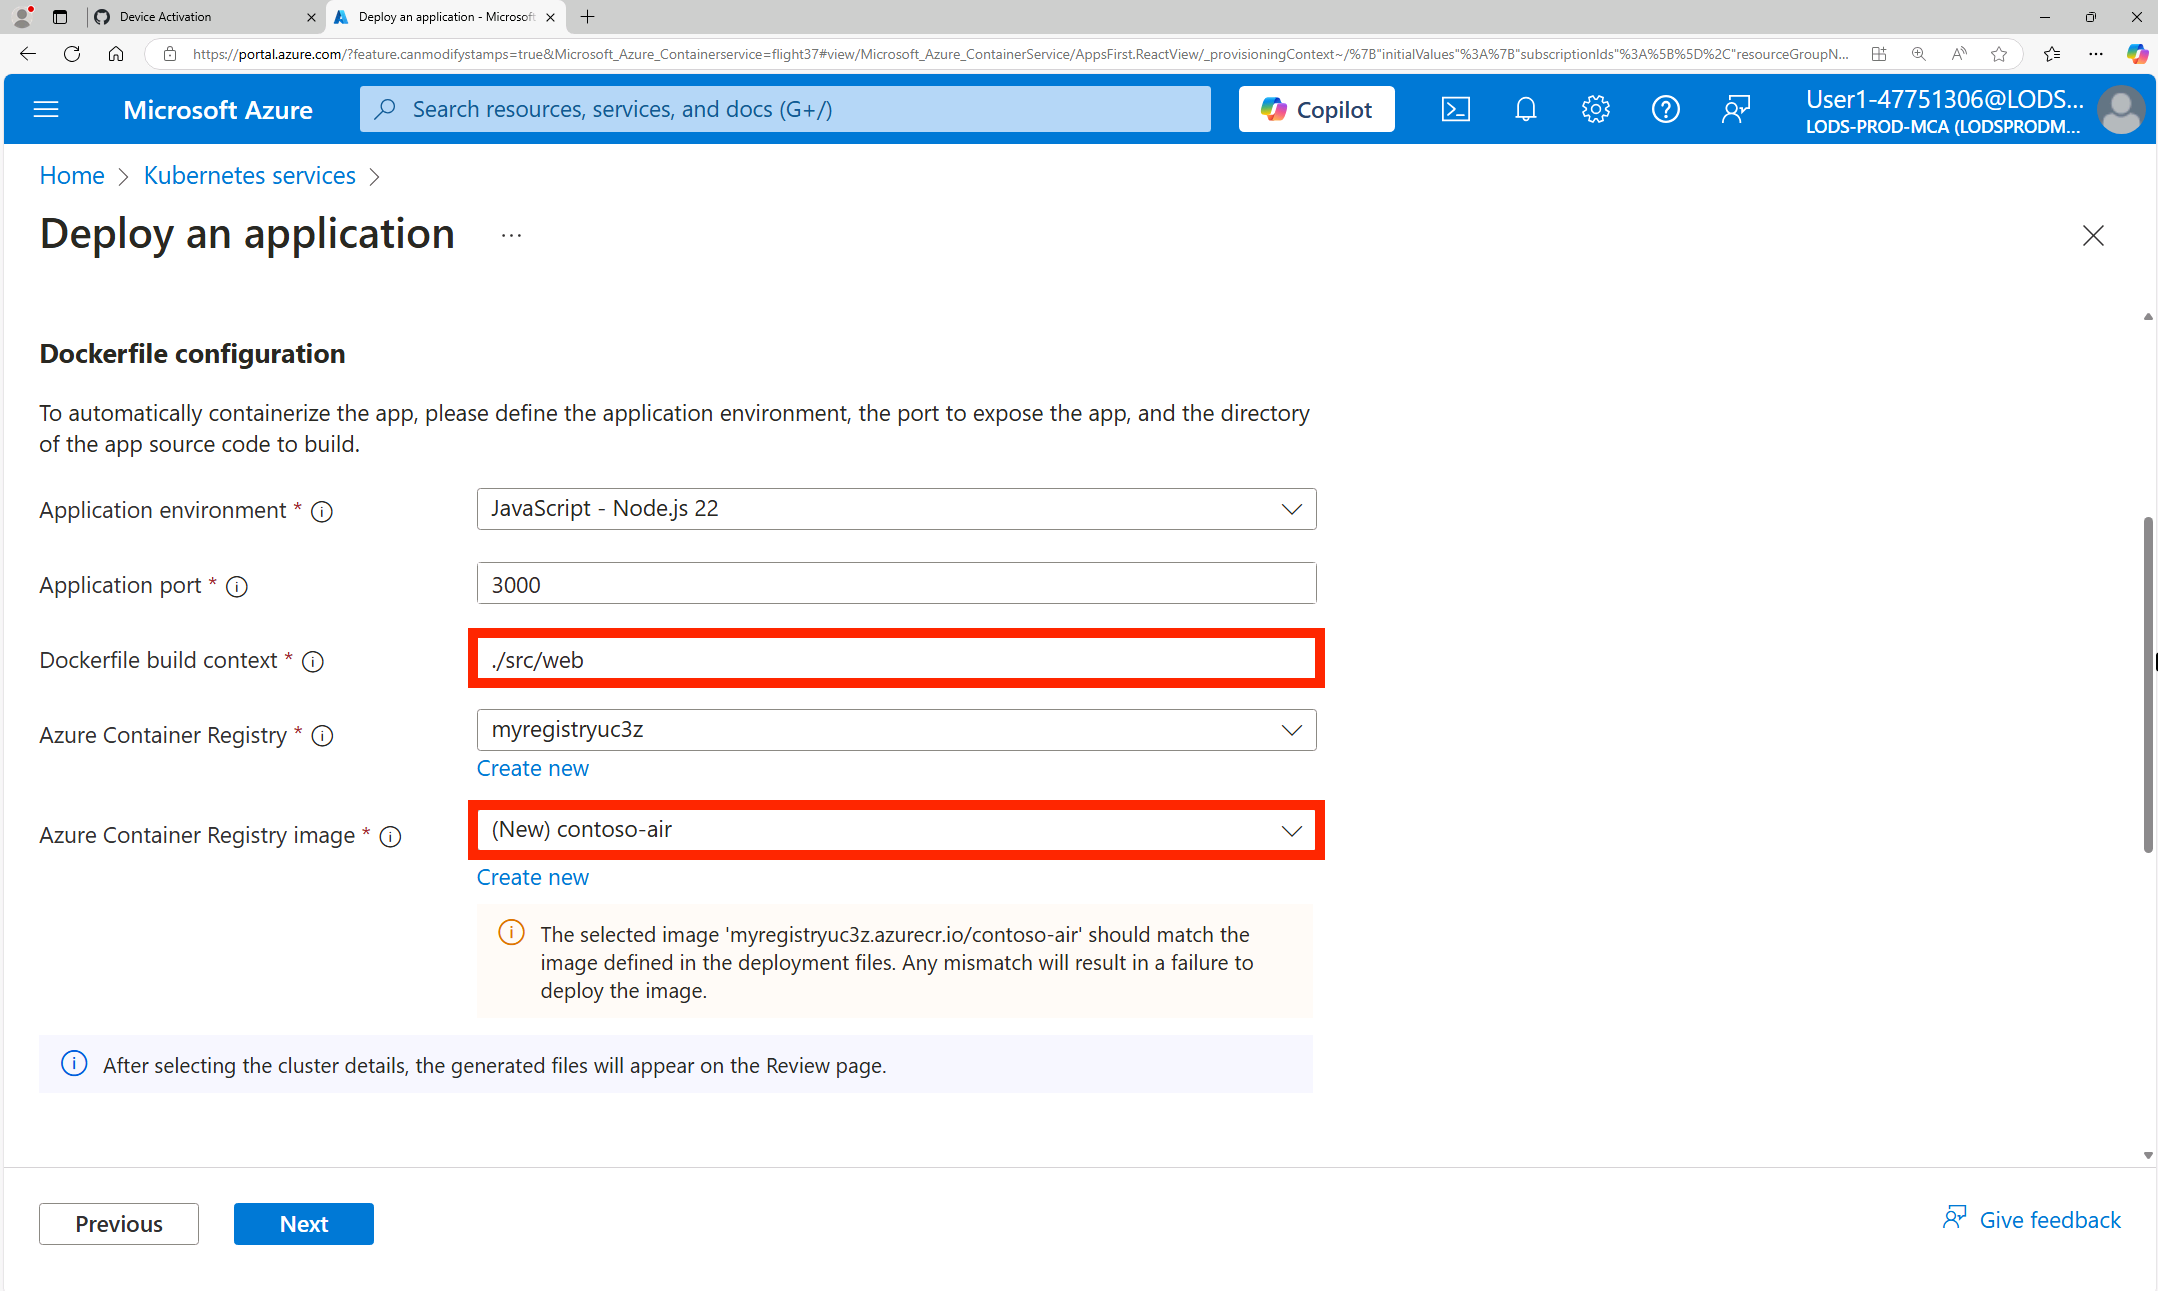 Device Activation
Deploy an application - Microsoft
https://portal.azure.com/?feature.canmodifystamps=true&Microsoft_Azure_Containerservice=flight37#view/Microsoft_Azure_ContainerService/AppsFirst.ReactView/_provisioningContext~/%7B"initialValues"%3A%7B"subscriptionIds"%3A%5B%5D%2C"resourceGroupN...
Microsoft Azure
Search resources, services, and docs (G+/)
Copilot
User1-47751306@LODS...
LODS-PROD-MCA (LODSPRODM...
Home > Kubernetes services >
Deploy an application ...
Dockerfile configuration
To automatically containerize the app, please define the application environment, the port to expose the app, and the directory
of the app source code to build.
Application environment *
JavaScript - Node.js 22
Application port *
3000
Dockerfile build context *
./src/web
Azure Container Registry *
myregistryuc3z
Create new
Azure Container Registry image *
(New) contoso-air
Create new
The selected image 'myregistryuc3z.azurecr.io/contoso-air' should match the
image defined in the deployment files. Any mismatch will result in a failure to
deploy the image.
After selecting the cluster details, the generated files will appear on the Review page.
Previous
Next
Give feedback